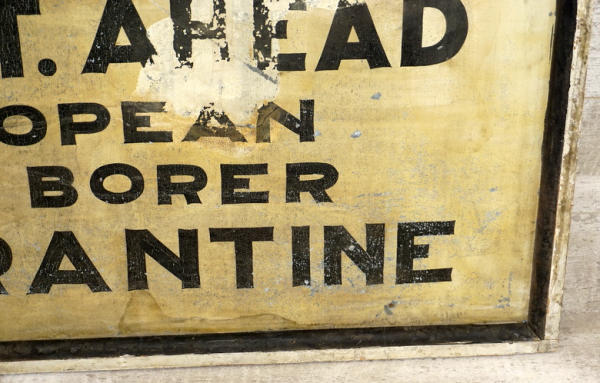 T. AHEAD
OPEAN
BORER
RANTINE